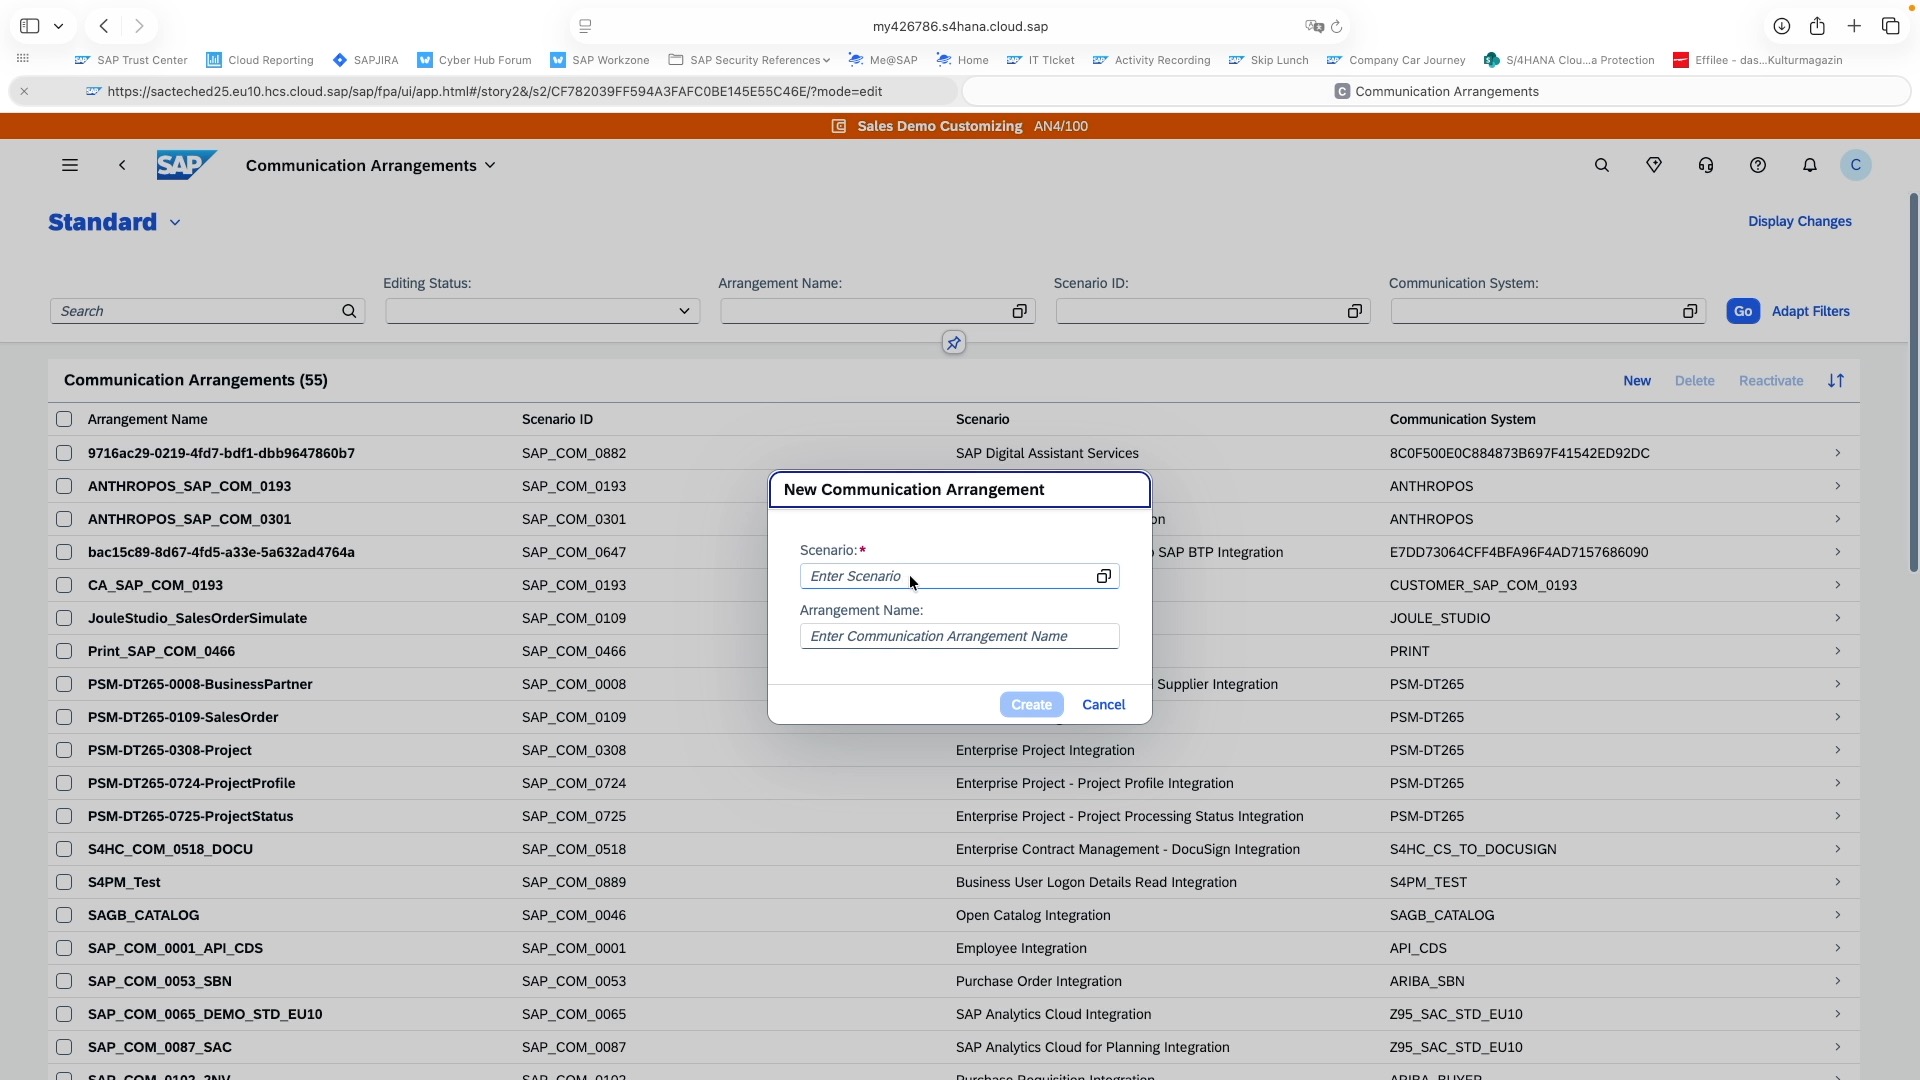 my426786.s4hana.cloud.sap
SAP Trust Center
Cloud Reporting
SAPJIRA
Cyber Hub Forum
SAP Workzone
SAP Security References
Me@SAP
Home
IT TIcket
Activity Recording
Skip Lunch
Company Car Journey
S/4HANA Clou...a Protection
Effilee - das...Kulturmagazin
https://sacteched25.eu10.hcs.cloud.sap/sap/fpa/ui/app.html#/story2&/s2/CF782039FF594A3FAFC0BE145E55C46E/?mode=edit
C Communication Arrangements
Sales Demo Customizing AN4/100
SAP Communication Arrangements
C
Standard
Display Changes
Editing Status:
Arrangement Name:
Scenario ID:
Communication System:
Search
Go
Adapt Filters
Communication Arrangements (55)
New
Delete
Reactivate
Arrangement Name Scenario ID Scenario Communication System
9716ac29-0219-4fd7-bdf1-dbb9647860b7 SAP_COM_0882 SAP Digital Assistant Services 8C0F500E0C884873B697F41542ED92DC
ANTHROPOS_SAP_COM_0193 SAP_COM_0193 ANTHROPOS
ANTHROPOS_SAP_COM_0301 SAP_COM_0301 on ANTHROPOS
bac15c89-8d67-4fd5-a33e-5a632ad4764a SAP_COM_0647 SAP BTP Integration E7DD73064CFF4BFA96F4AD7157686090
CA_SAP_COM_0193 SAP_COM_0193 CUSTOMER_SAP_COM_0193
JouleStudio_SalesOrderSimulate SAP_COM_0109 JOULE_STUDIO
Print_SAP_COM_0466 SAP_COM_0466 PRINT
PSM-DT265-0008-BusinessPartner SAP_COM_0008 Supplier Integration PSM-DT265
PSM-DT265-0109-SalesOrder SAP_COM_0109 PSM-DT265
PSM-DT265-0308-Project SAP_COM_0308 Enterprise Project Integration PSM-DT265
PSM-DT265-0724-ProjectProfile SAP_COM_0724 Enterprise Project - Project Profile Integration PSM-DT265
PSM-DT265-0725-ProjectStatus SAP_COM_0725 Enterprise Project - Project Processing Status Integration PSM-DT265
S4HC_COM_0518_DOCU SAP_COM_0518 Enterprise Contract Management - DocuSign Integration S4HC_CS_TO_DOCUSIGN
S4PM_Test SAP_COM_0889 Business User Logon Details Read Integration S4PM_TEST
SAGB_CATALOG SAP_COM_0046 Open Catalog Integration SAGB_CATALOG
SAP_COM_0001_API_CDS SAP_COM_0001 Employee Integration API_CDS
SAP_COM_0053_SBN SAP_COM_0053 Purchase Order Integration ARIBA_SBN
SAP_COM_0065_DEMO_STD_EU10 SAP_COM_0065 SAP Analytics Cloud Integration Z95_SAC_STD_EU10
SAP_COM_0087_SAC SAP_COM_0087 SAP Analytics Cloud for Planning Integration Z95_SAC_STD_EU10
SAP_COM_0102_2NV SAP_COM_0102 Purchase Requisition Integration ARIBA_BUYER
New Communication Arrangement
Scenario:*
Enter Scenario
Arrangement Name:
Enter Communication Arrangement Name
Create
Cancel